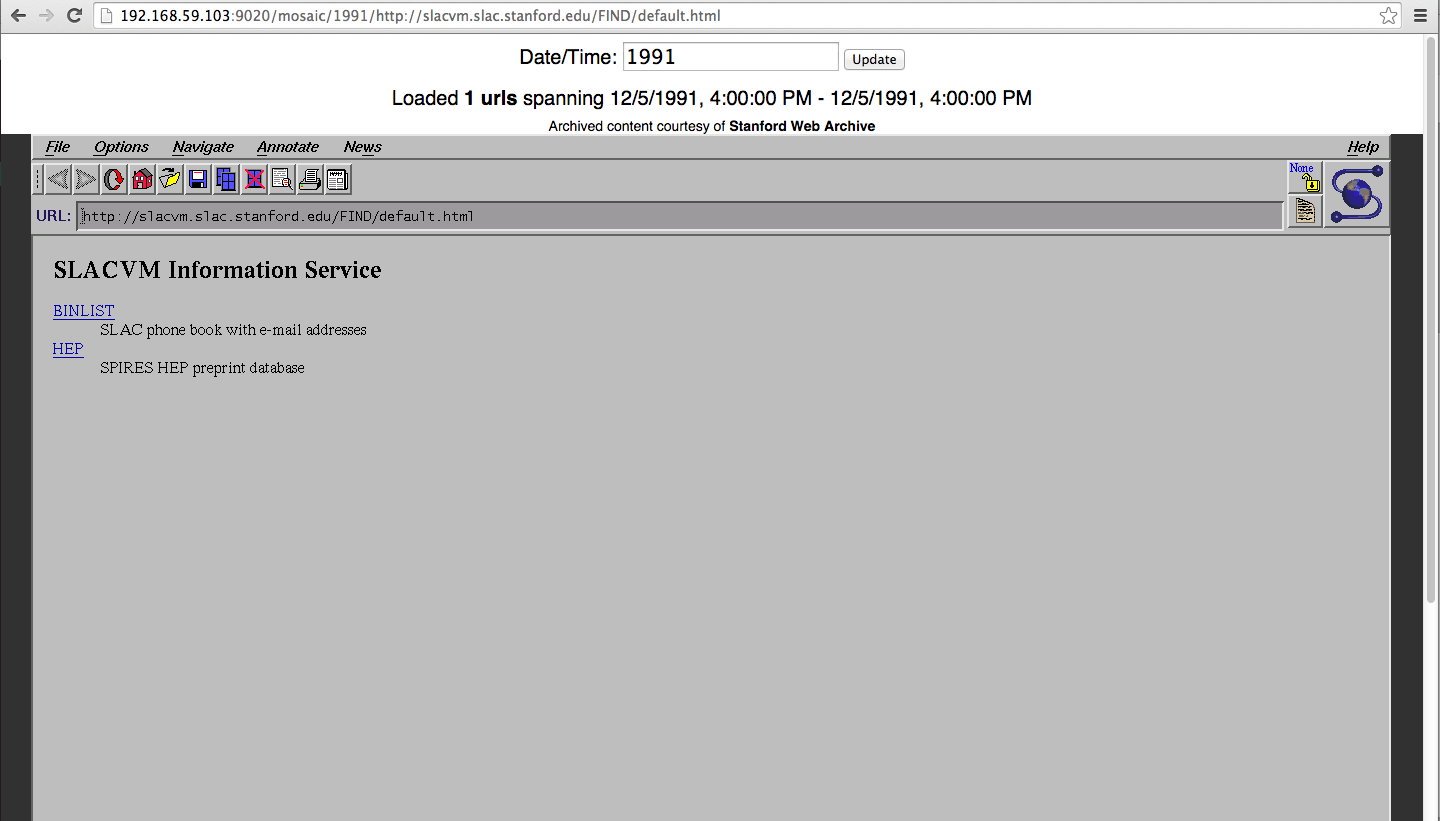 192.168.59.103:9020/mosaic/1991/http://slacvm.slac.stanford.edu/FIND/default.html
Date/Time: 1991 Update
Loaded 1 urls spanning 12/5/1991, 4:00:00 PM - 12/5/1991, 4:00:00 PM
Archived content courtesy of Stanford Web Archive
File Options Navigate Annotate News Help
None
URL: http://slacvm.slac.stanford.edu/FIND/default.html
SLACVM Information Service
BINLIST
SLAC phone book with e-mail addresses
HEP
SPIRES HEP preprint database